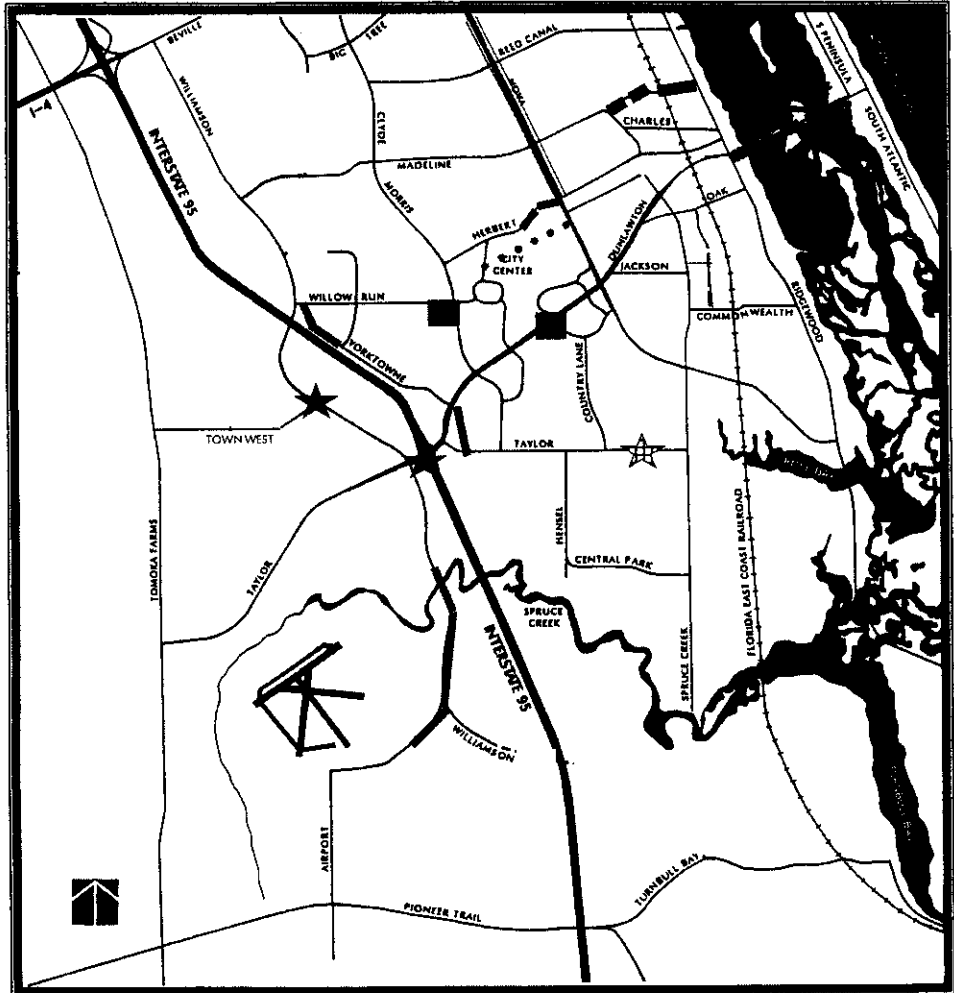 BEVILLE
BIG TREE
REED CANAL
S PENINSULA
I-4
WILLIAMSON
NOVA
SOUTH ATLANTIC
CLYDE
CHARLES
INTERSTATE 95
MADELINE
MORRIS
OAK
HERBERT
DUNLAWTON
CITY
CENTER
JACKSON
WILLOW RUN
COMMONWEALTH
RIDGEWOOD
YORKTOWNE
COUNTRY LANE
TOWN WEST
TAYLOR
TOMOKA FARMS
HENSEL
FLORIDA EAST COAST RAILROAD
TAYLOR
CENTRAL PARK
SPRUCE
CREEK
INTERSTATE 95
SPRUCE CREEK
WILLIAMSON
AIRPORT
TURNBULL BAY
PIONEER TRAIL